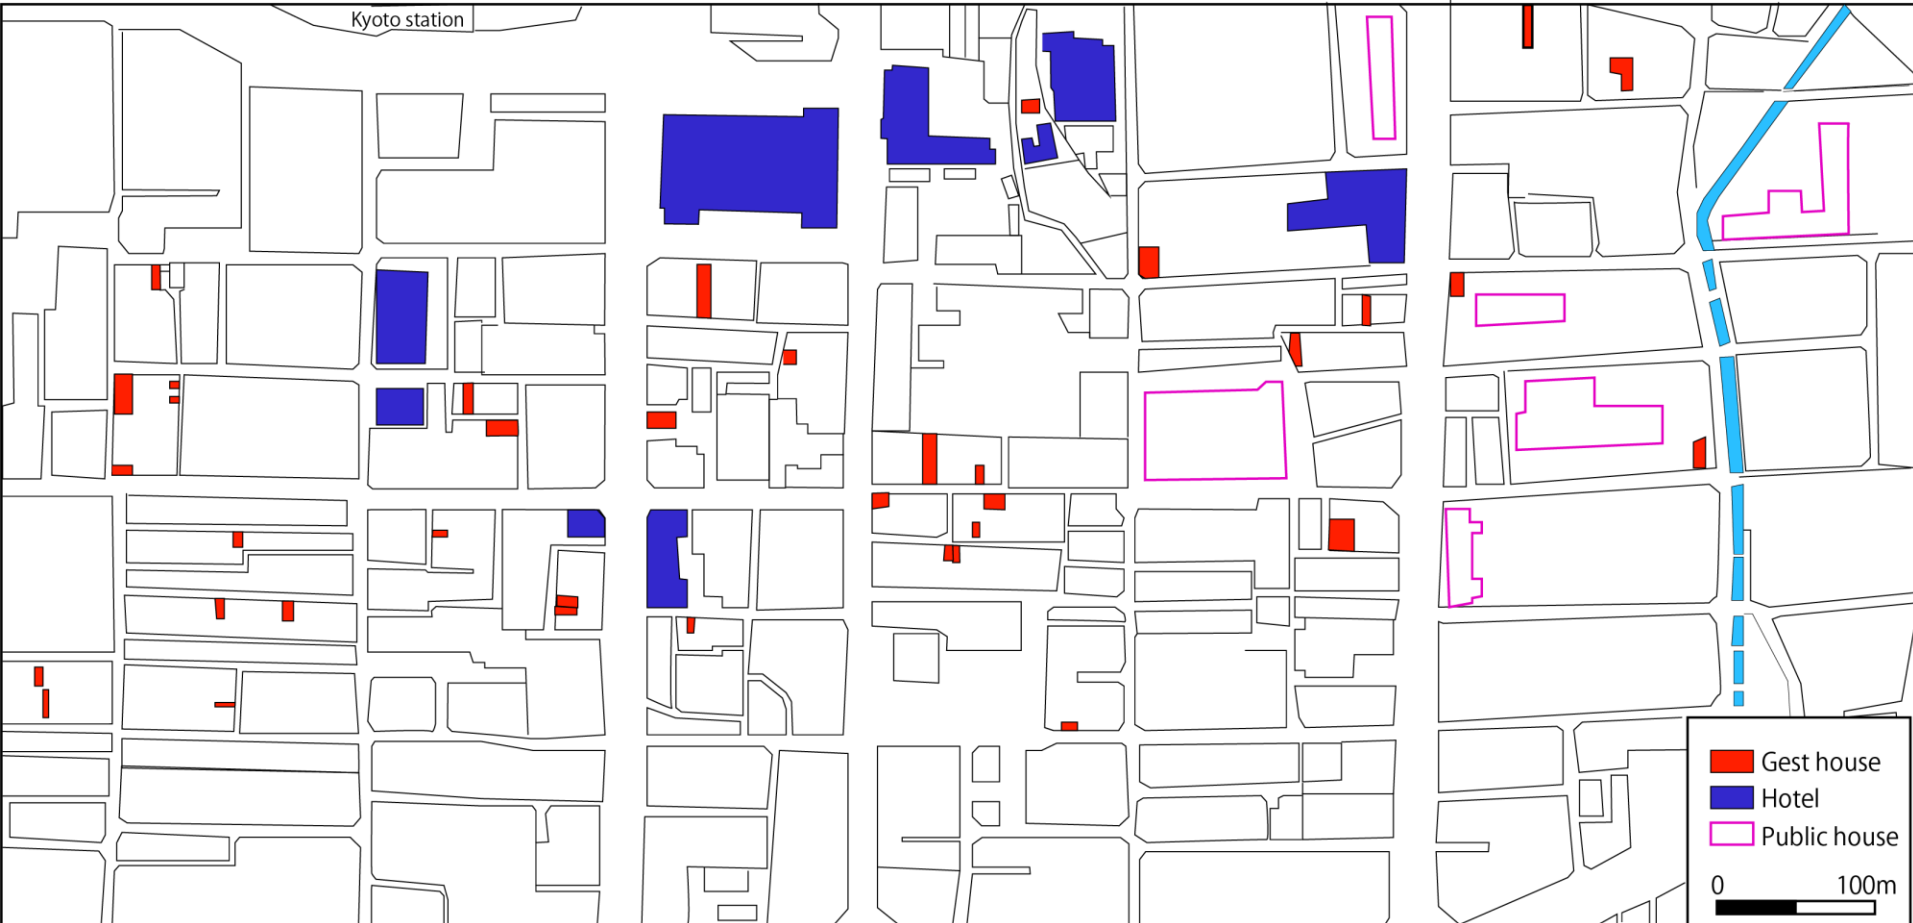 Kyoto station
Gest house
Hotel
Public house
0 100m